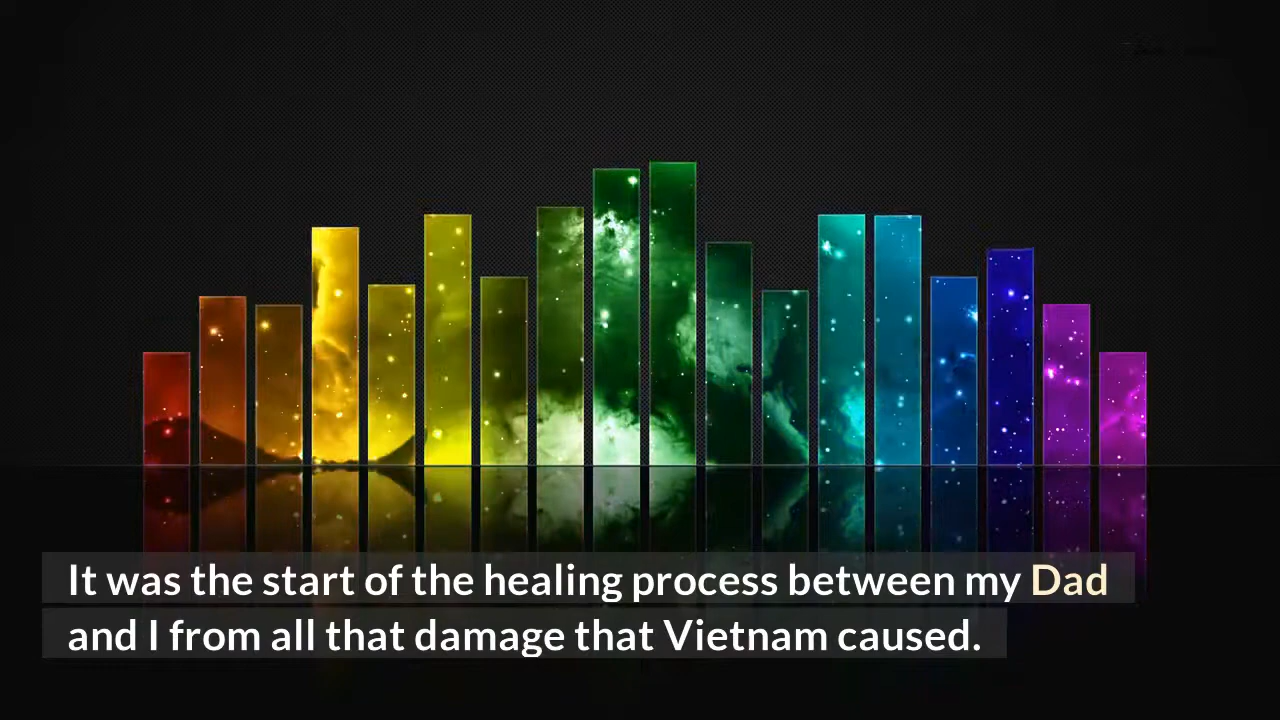 It was the start of the healing process between my Dad
and I from all that damage that Vietnam caused.